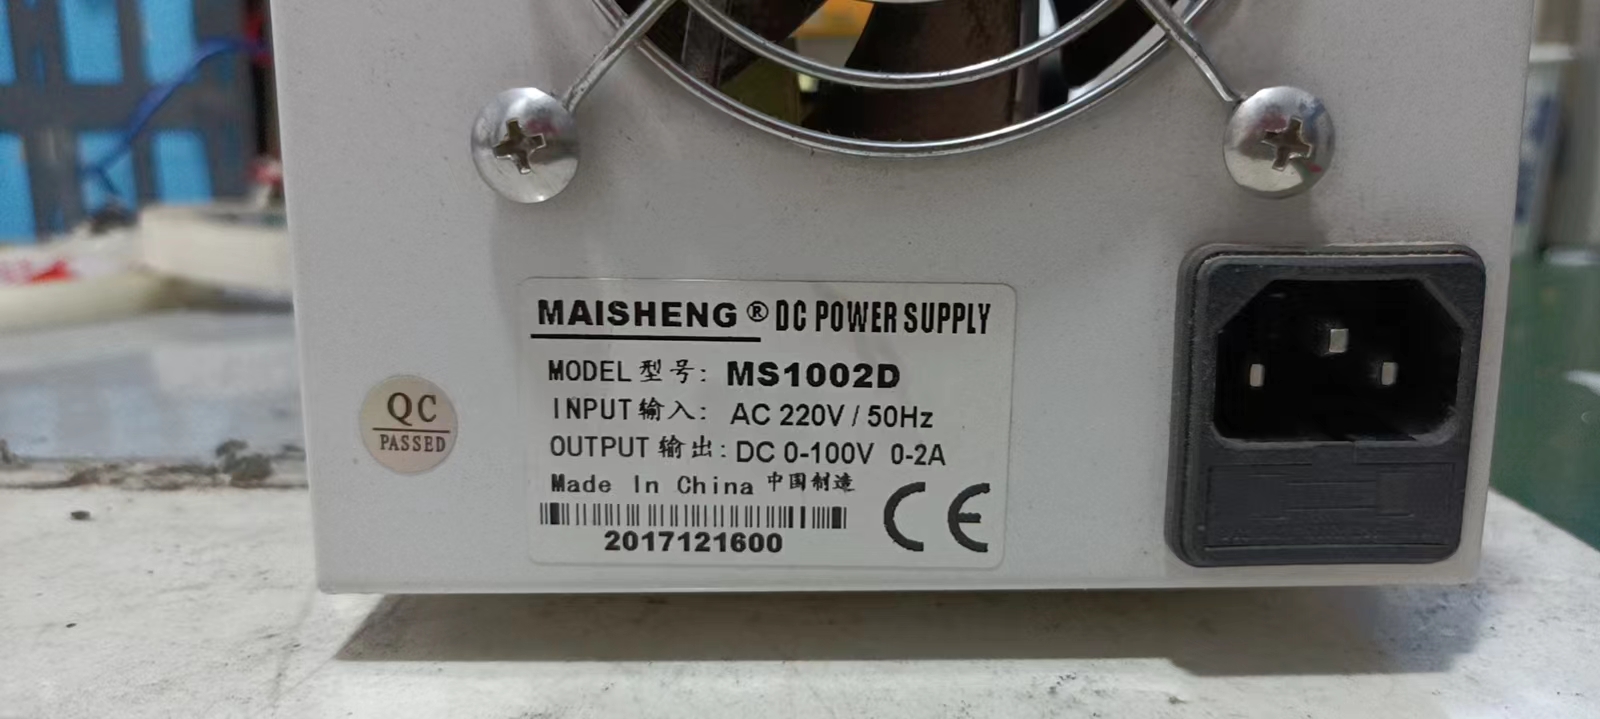 MAISHENG ® DC POWER SUPPLY
MODEL 型号: MS1002D
INPUT 输入: AC 220V / 50Hz
OUTPUT 输出: DC 0-100V 0-2A
Made In China 中国制造
CE
2017121600
QC
PASSED